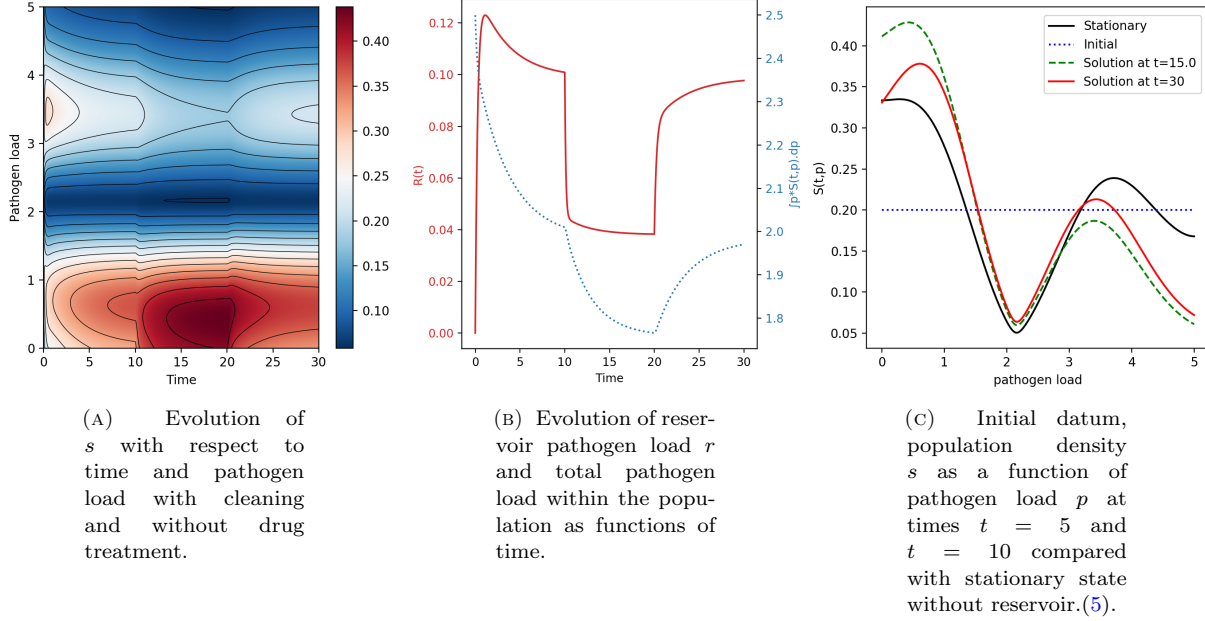 5
4
3
2
1
0
Pathogen load
0 5 10 15 20 25 30
Time
0.40
0.35
0.30
0.25
0.20
0.15
0.10
0.12
0.10
0.08
0.06
0.04
0.02
0.00
R(t)
0 5 10 15 20 25 30
Time
2.5
2.4
2.3
2.2
2.1
2.0
1.9
1.8
∫p*S(t,p).dp
0.40
0.35
0.30
0.25
0.20
0.15
0.10
0.05
S(t,p)
Stationary
Initial
Solution at t=15.0
Solution at t=30
0 1 2 3 4 5
pathogen load
(A) Evolution of
s with respect to
time and pathogen
load with cleaning
and without drug
treatment.
(B) Evolution of reser-
voir pathogen load r
and total pathogen
load within the popu-
lation as functions of
time.
(C) Initial datum,
population density
s as a function of
pathogen load p at
times t = 5 and
t = 10 compared
with stationary state
without reservoir.(5).